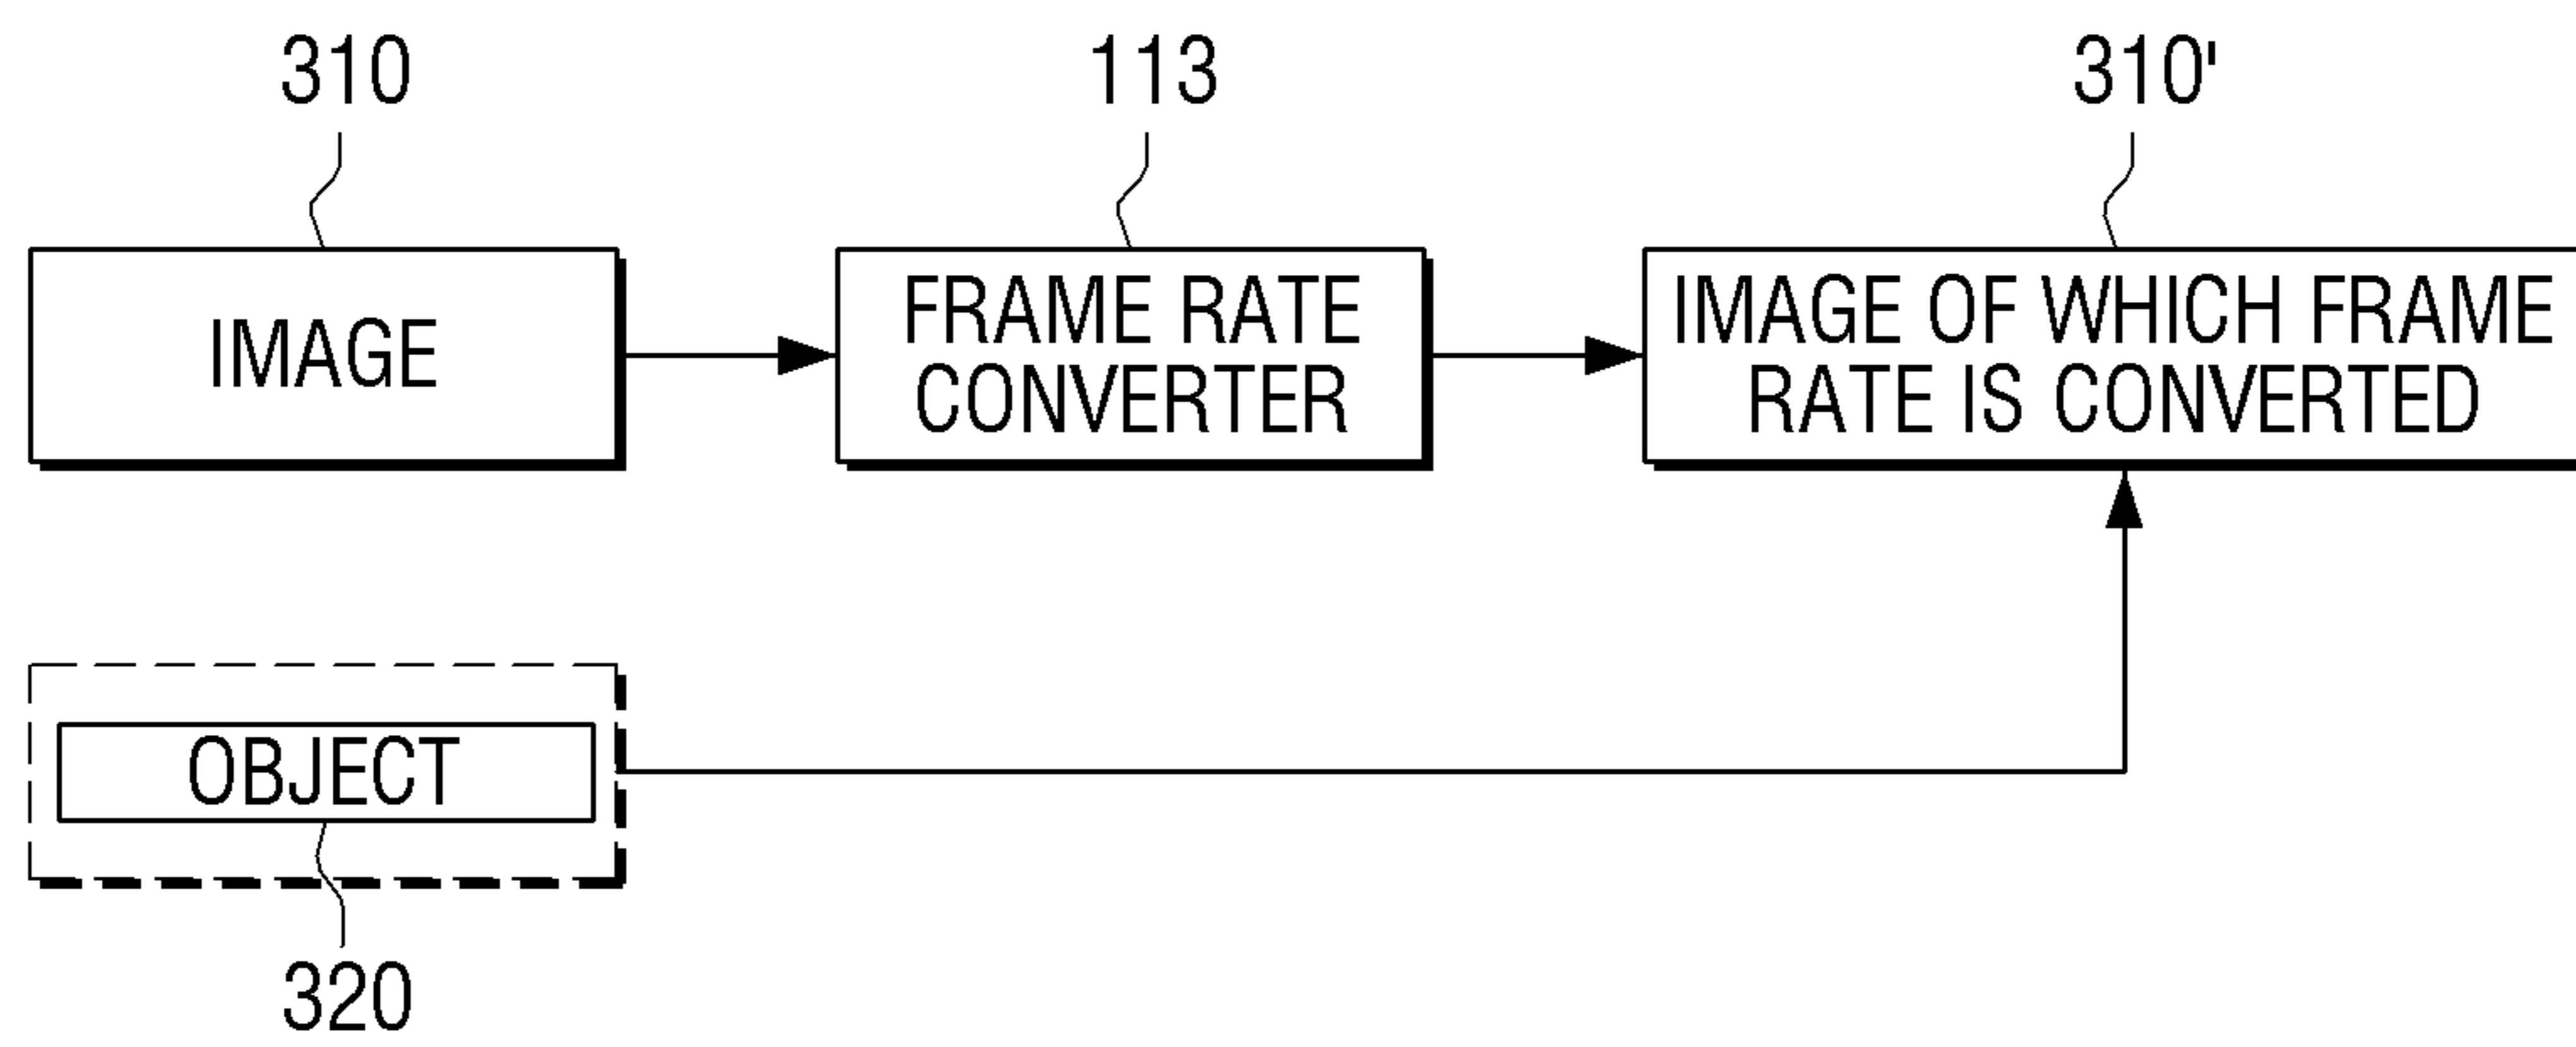 310
113
310'
IMAGE
FRAME RATE
CONVERTER
IMAGE OF WHICH FRAME
RATE IS CONVERTED
OBJECT
320